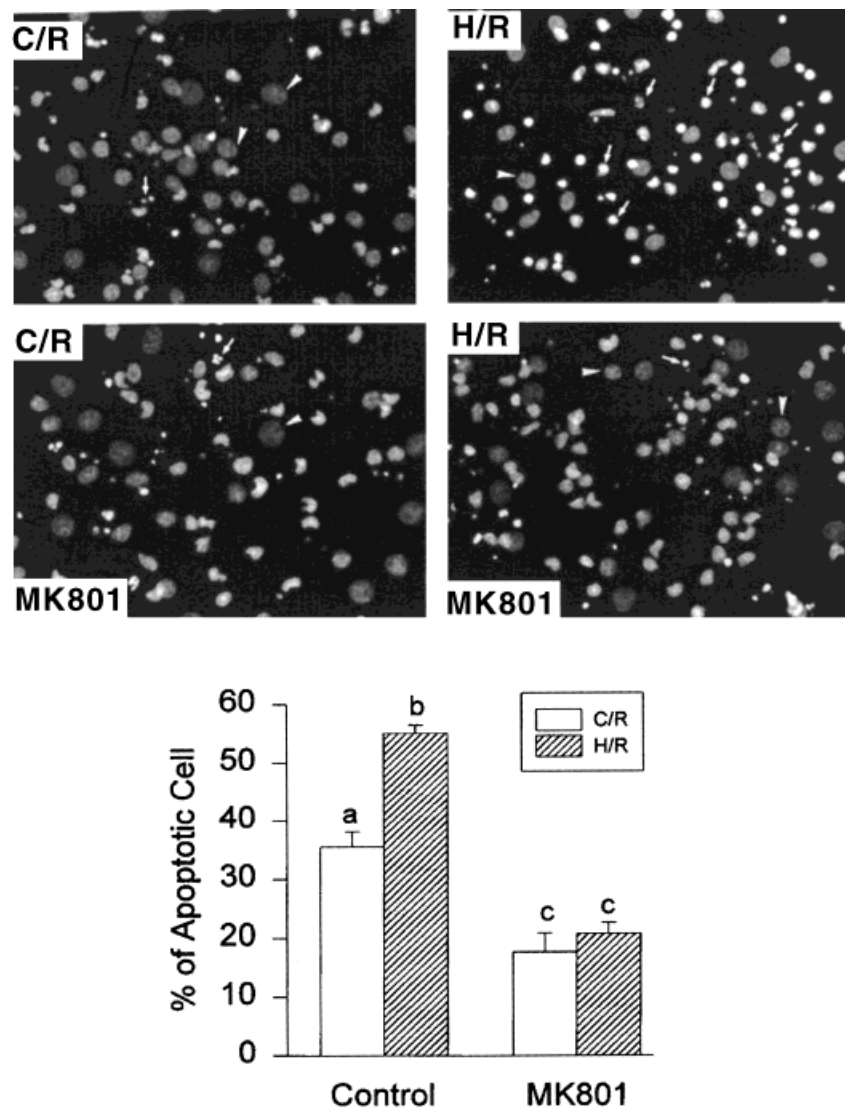 C/R
H/R
C/R
MK801
H/R
MK801
% of Apoptotic Cell
60
50
40
30
20
10
0
a
b
c
c
C/R
H/R
Control
MK801